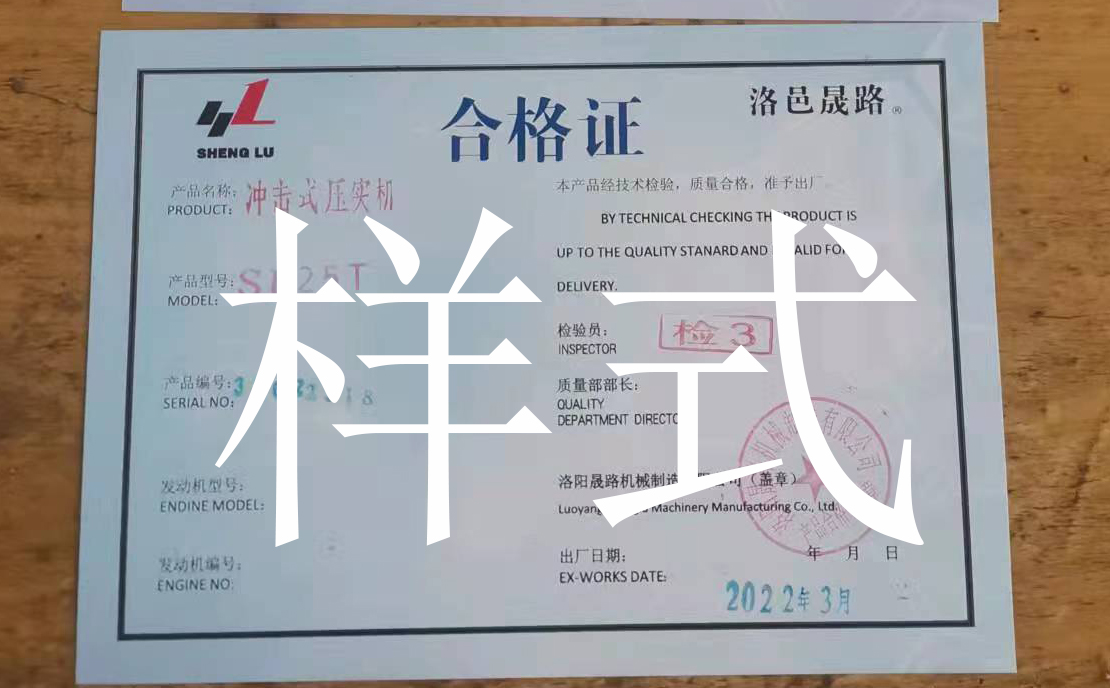 SHENG LU
合格证
洛邑晟路®
产品名称: 冲击式压实机
PRODUCT:
产品型号:
MODEL:
产品编号:
SERIAL NO:
发动机型号:
ENDINE MODEL:
发动机编号:
ENGINE NO:
本产品经技术检验，质量合格，准予出厂.
BY TECHNICAL CHECKING PRODUCT IS
UP TO THE QUALITY STANARD AND
DELIVERY.
检验员: 检 3
INSPECTOR
质量部部长:
QUALITY
DEPARTMENT
洛阳晟路机械制造 (盖章)
Machinery Manufacturing Co., Ltd.
出厂日期: 年 月 日
EX-WORKS DATE:
2022年3月
样式